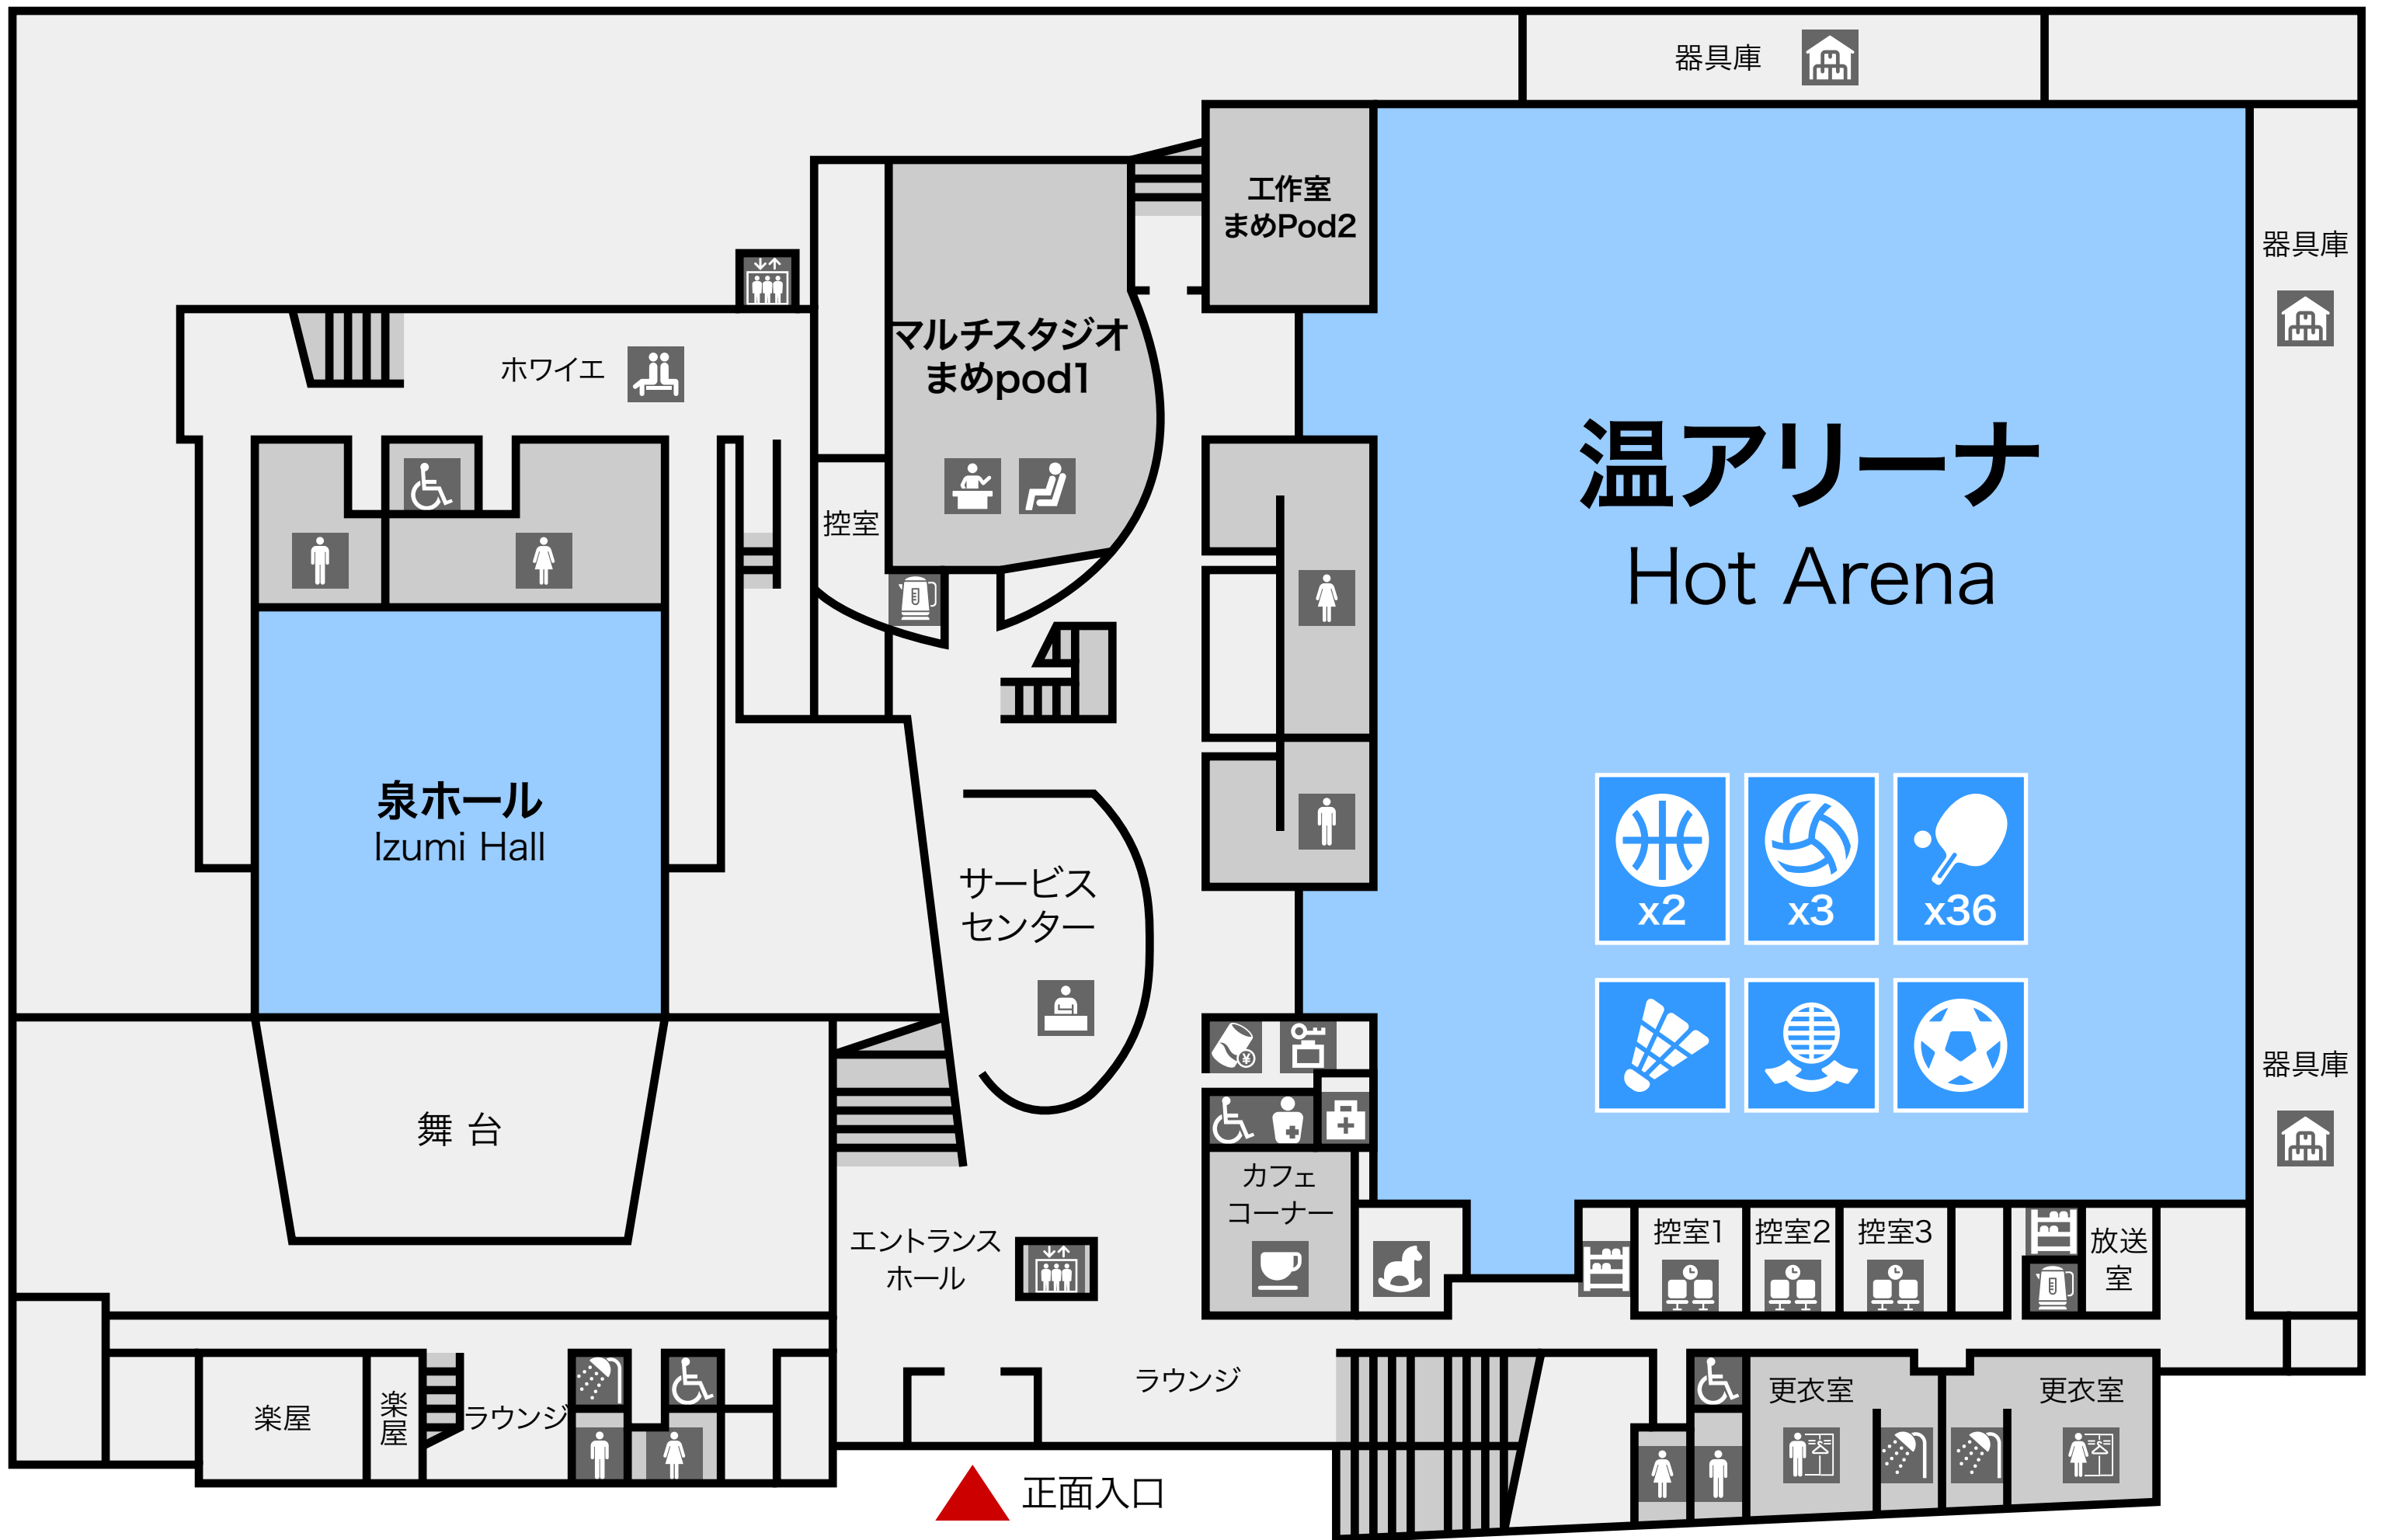 器具庫
工作室
まめPod2
器具庫
マルチスタジオ
まめpod1
ホワイエ
控室
温アリーナ
Hot Arena
泉ホール
Izumi Hall
サービス
センター
x2
x3
x36
¥
器具庫
舞 台
カフェ
コーナー
エントランス
ホール
控室1
控室2
控室3
放送
室
ラウンジ
更衣室
更衣室
楽屋
楽
屋
ラウンジ
正面入口